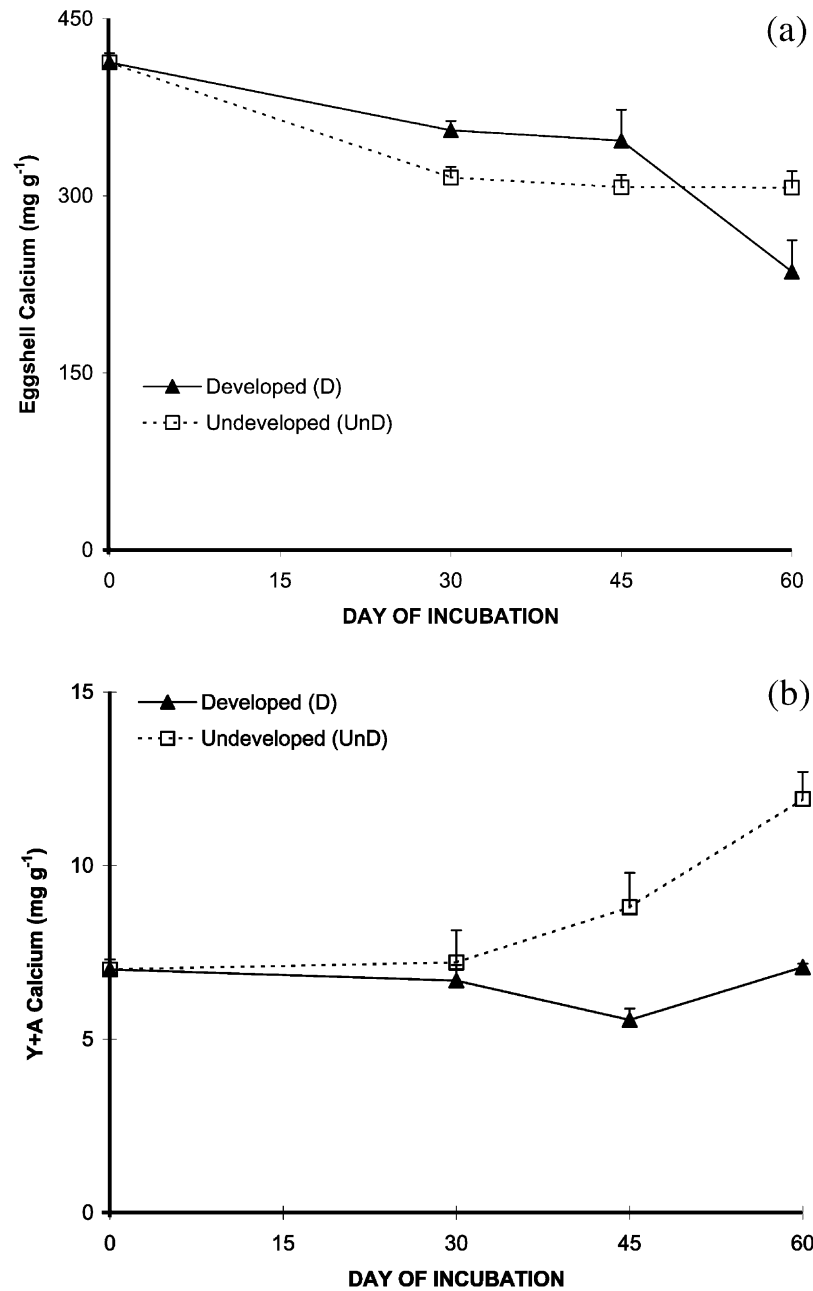 (a)
450
300
150
0
Eggshell Calcium (mg g⁻¹)
Developed (D)
Undeveloped (UnD)
0 15 30 45 60
DAY OF INCUBATION
(b)
15
10
5
0
Y+A Calcium (mg g⁻¹)
Developed (D)
Undeveloped (UnD)
0 15 30 45 60
DAY OF INCUBATION